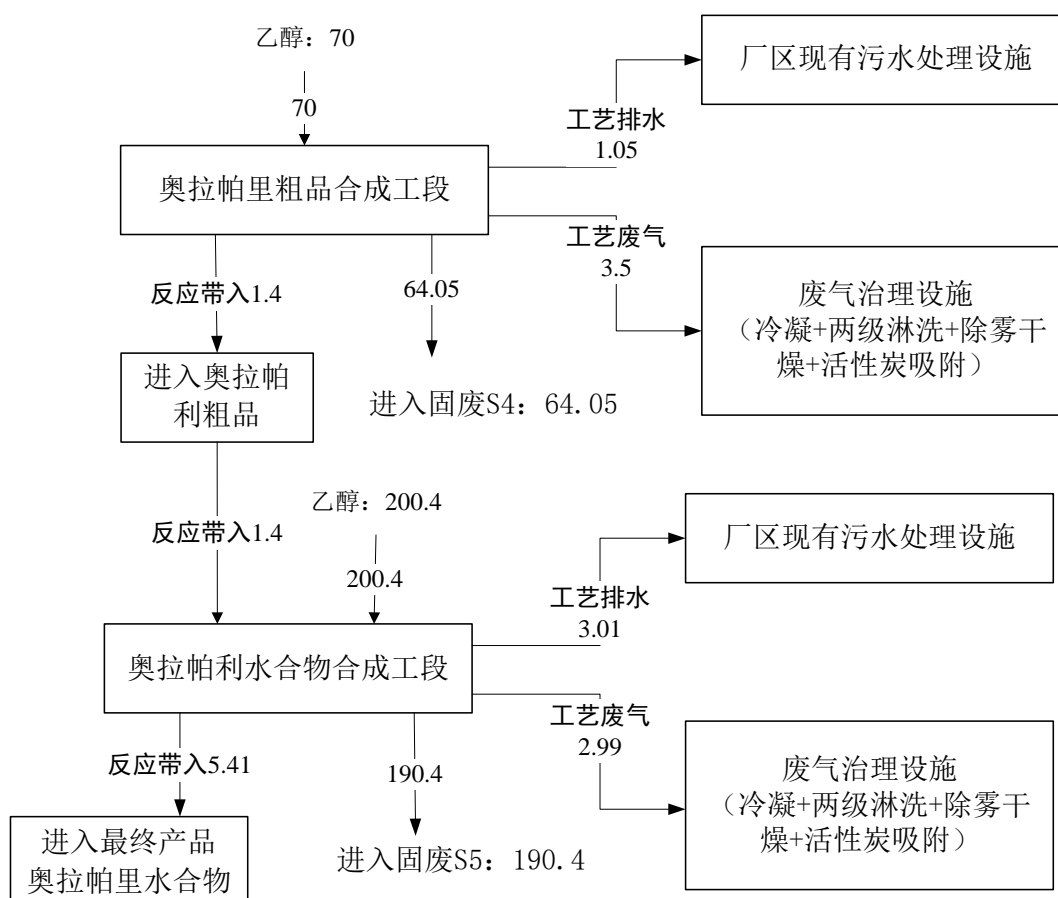 乙醇：70
厂区现有污水处理设施
70
工艺排水
1.05
奥拉帕里粗品合成工段
工艺废气
3.5
反应带入1.4
64.05
废气治理设施
（冷凝+两级淋洗+除雾干
燥+活性炭吸附）
进入奥拉帕
利粗品
进入固废S4：64.05
乙醇：200.4
厂区现有污水处理设施
反应带入1.4
200.4
工艺排水
3.01
奥拉帕利水合物合成工段
工艺废气
2.99
反应带入5.41
190.4
废气治理设施
（冷凝+两级淋洗+除雾干
燥+活性炭吸附）
进入最终产品
奥拉帕里水合物
进入固废S5：190.4